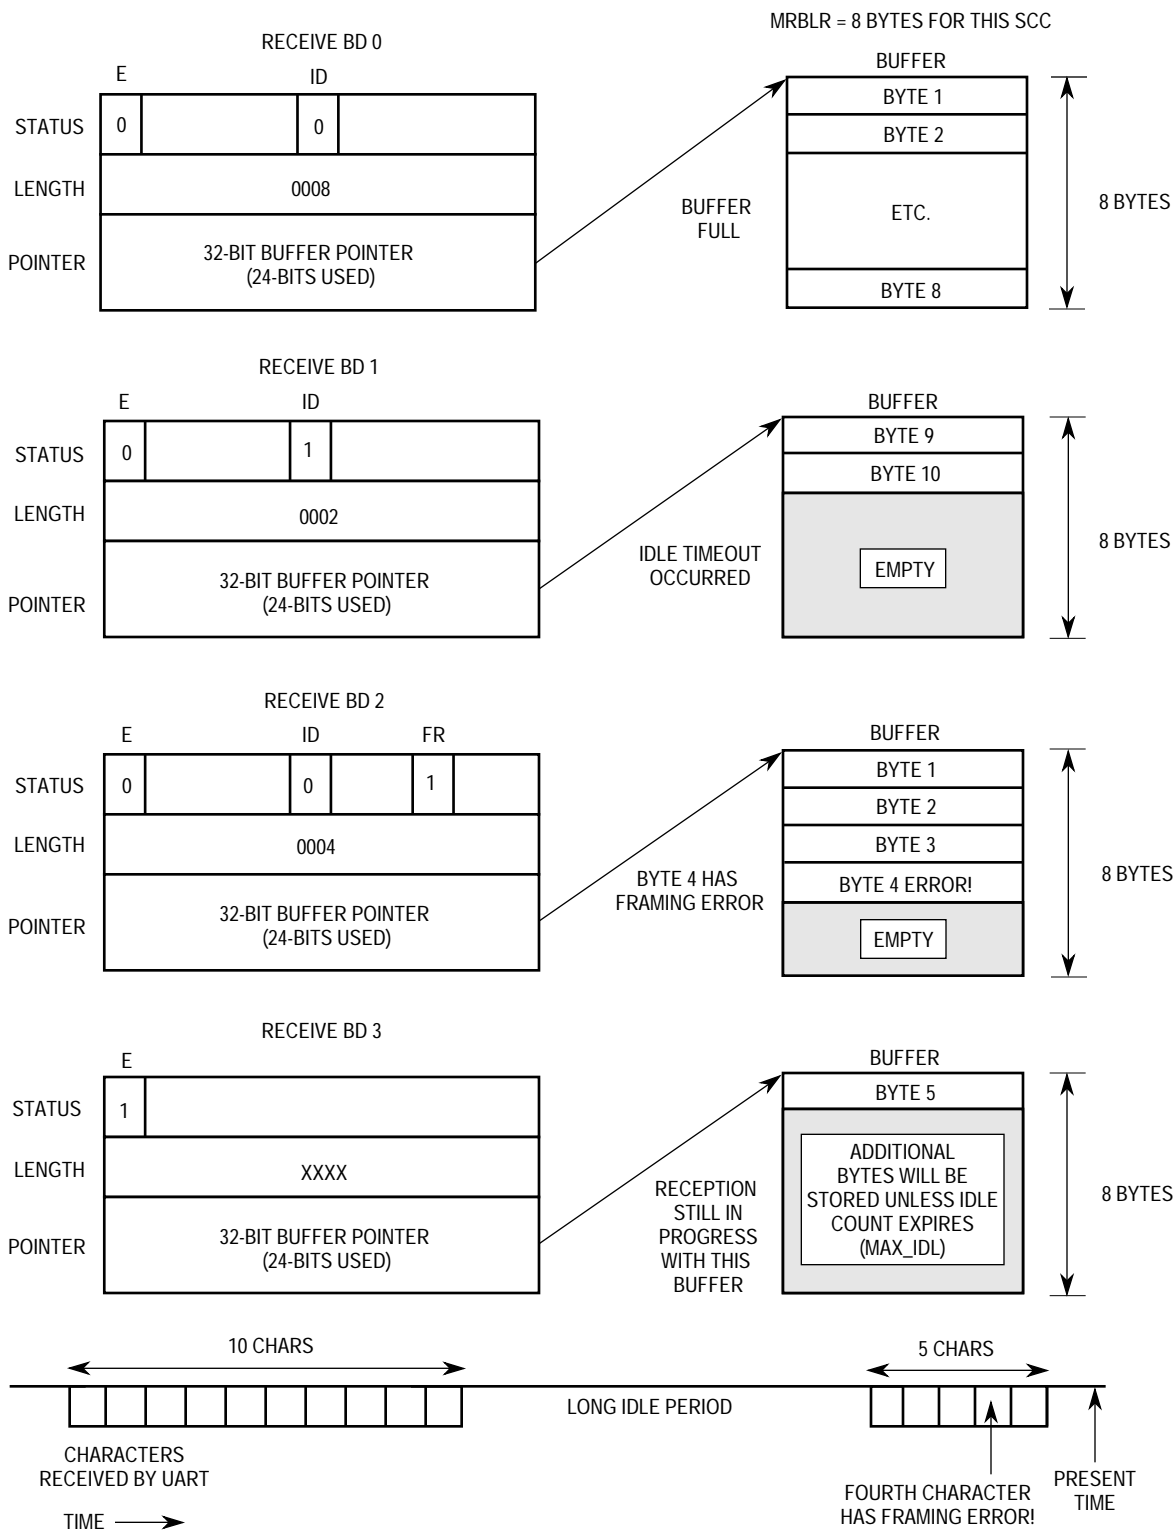 MRBLR = 8 BYTES FOR THIS SCC
RECEIVE BD 0
E
ID
STATUS
0
0
LENGTH
0008
POINTER
32-BIT BUFFER POINTER
(24-BITS USED)
BUFFER
FULL
BUFFER
BYTE 1
BYTE 2
ETC.
BYTE 8
8 BYTES
RECEIVE BD 1
E
ID
STATUS
0
1
LENGTH
0002
POINTER
32-BIT BUFFER POINTER
(24-BITS USED)
IDLE TIMEOUT
OCCURRED
BUFFER
BYTE 9
BYTE 10
EMPTY
8 BYTES
RECEIVE BD 2
E
ID
FR
STATUS
0
0
1
LENGTH
0004
POINTER
32-BIT BUFFER POINTER
(24-BITS USED)
BYTE 4 HAS
FRAMING ERROR
BUFFER
BYTE 1
BYTE 2
BYTE 3
BYTE 4 ERROR!
EMPTY
8 BYTES
RECEIVE BD 3
E
STATUS
1
LENGTH
XXXX
POINTER
32-BIT BUFFER POINTER
(24-BITS USED)
RECEPTION
STILL IN
PROGRESS
WITH THIS
BUFFER
BUFFER
BYTE 5
ADDITIONAL
BYTES WILL BE
STORED UNLESS IDLE
COUNT EXPIRES
(MAX_IDL)
8 BYTES
10 CHARS
5 CHARS
LONG IDLE PERIOD
CHARACTERS
RECEIVED BY UART
TIME
FOURTH CHARACTER
HAS FRAMING ERROR!
PRESENT
TIME